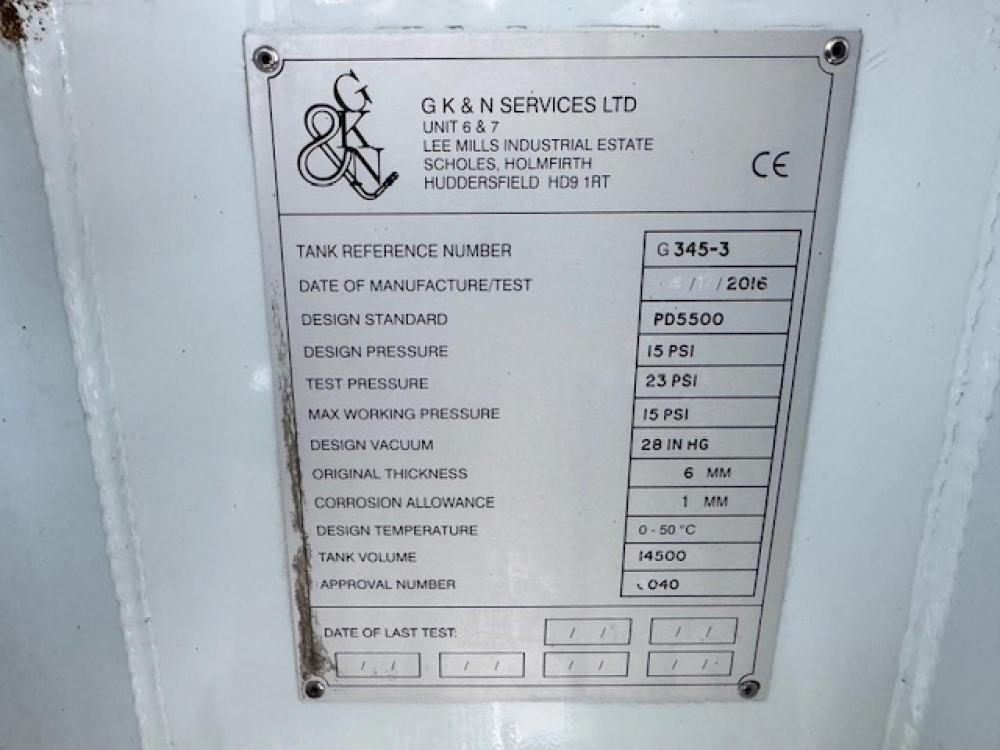 G
&K
N
G K & N SERVICES LTD
UNIT 6 & 7
LEE MILLS INDUSTRIAL ESTATE
SCHOLES, HOLMFIRTH
HUDDERSFIELD HD9 1RT
CE
TANK REFERENCE NUMBER G 345-3
DATE OF MANUFACTURE/TEST / / 2016
DESIGN STANDARD PD5500
DESIGN PRESSURE 15 PSI
TEST PRESSURE 23 PSI
MAX WORKING PRESSURE 15 PSI
DESIGN VACUUM 28 IN HG
ORIGINAL THICKNESS 6 MM
CORROSION ALLOWANCE 1 MM
DESIGN TEMPERATURE 0 - 50 °C
TANK VOLUME 14500
APPROVAL NUMBER 040
DATE OF LAST TEST: / / / /
/ / / / / / / /